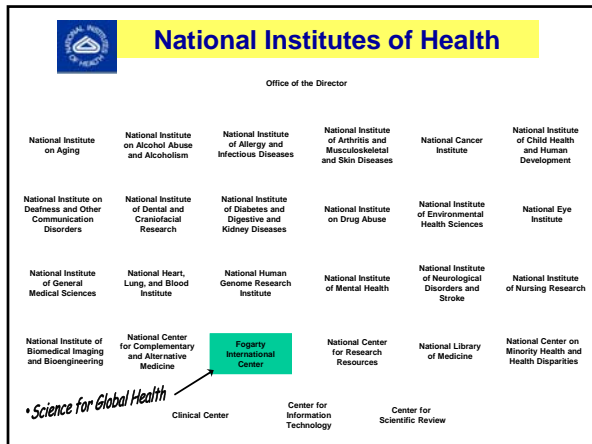 NATIONAL INSTITUTES OF HEALTH
National Institutes of Health
Office of the Director
National Institute
on Aging
National Institute
on Alcohol Abuse
and Alcoholism
National Institute
of Allergy and
Infectious Diseases
National Institute
of Arthritis and
Musculoskeletal
and Skin Diseases
National Cancer
Institute
National Institute
of Child Health
and Human
Development
National Institute on
Deafness and Other
Communication
Disorders
National Institute
of Dental and
Craniofacial
Research
National Institute
of Diabetes and
Digestive and
Kidney Diseases
National Institute
on Drug Abuse
National Institute
of Environmental
Health Sciences
National Eye
Institute
National Institute
of General
Medical Sciences
National Heart,
Lung, and Blood
Institute
National Human
Genome Research
Institute
National Institute
of Mental Health
National Institute
of Neurological
Disorders and
Stroke
National Institute
of Nursing Research
National Institute of
Biomedical Imaging
and Bioengineering
National Center
for Complementary
and Alternative
Medicine
Fogarty
International
Center
National Center
for Research
Resources
National Library
of Medicine
National Center on
Minority Health and
Health Disparities
• Science for Global Health
Clinical Center
Center for
Information
Technology
Center for
Scientific Review